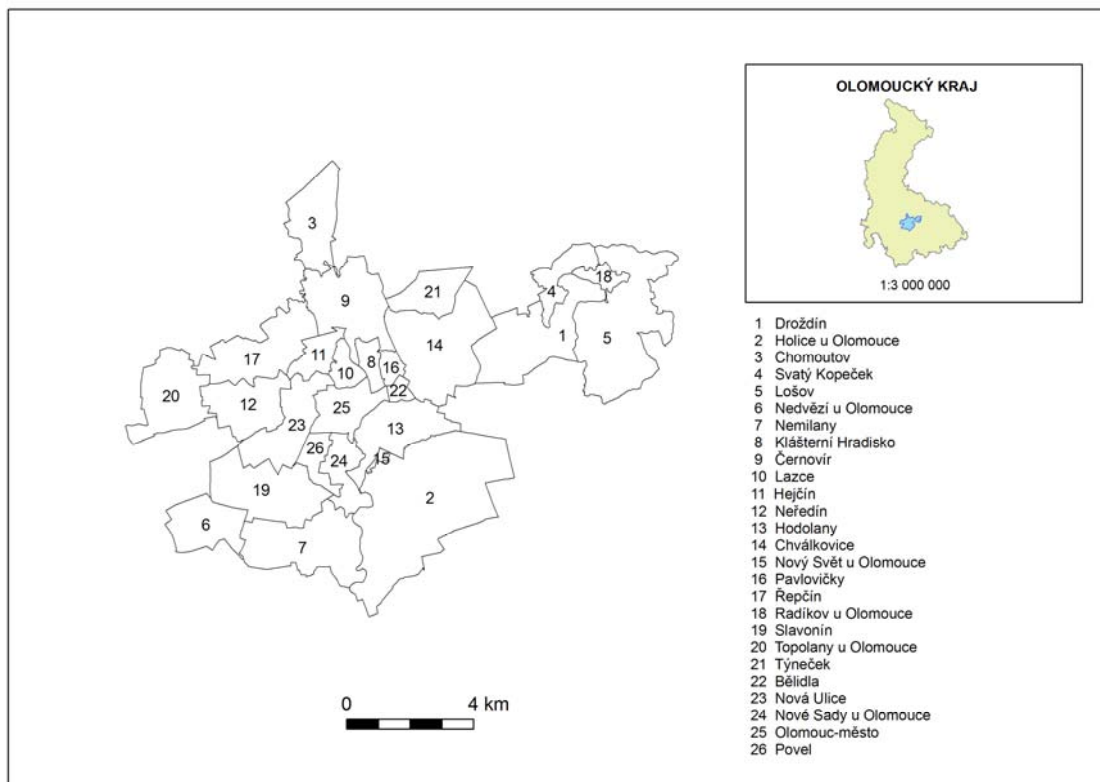 OLOMOUCKÝ KRAJ
1:3 000 000
3
9
21
18
4
1
5
14
17
11
10
8
16
22
20
12
23
25
13
26
24
15
19
2
6
7
0 4 km
1 Droždín
2 Holice u Olomouce
3 Chomoutov
4 Svatý Kopeček
5 Lošov
6 Nedvězí u Olomouce
7 Nemilany
8 Klášterní Hradisko
9 Černovír
10 Lazce
11 Hejčín
12 Neředín
13 Hodolany
14 Chválkovice
15 Nový Svět u Olomouce
16 Pavlovičky
17 Řepčín
18 Radíkov u Olomouce
19 Slavonín
20 Topolany u Olomouce
21 Týneček
22 Bělidla
23 Nová Ulice
24 Nové Sady u Olomouce
25 Olomouc-město
26 Povel